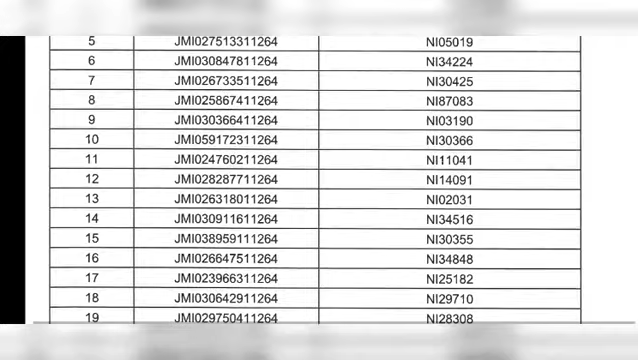 5 JMI027513311264 NI05019
6 JMI030847811264 NI34224
7 JMI026733511264 NI30425
8 JMI025867411264 NI87083
9 JMI030366411264 NI03190
10 JMI059172311264 NI30366
11 JMI024760211264 NI11041
12 JMI028287711264 NI14091
13 JMI026318011264 NI02031
14 JMI030911611264 NI34516
15 JMI038959111264 NI30355
16 JMI026647511264 NI34848
17 JMI023966311264 NI25182
18 JMI030642911264 NI29710
19 JMI029750411264 NI28308